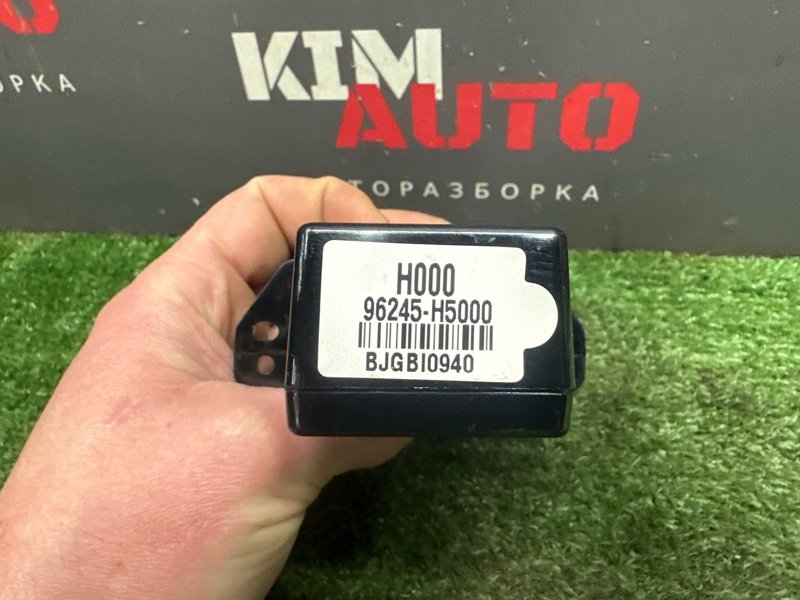 KIM
AUTO
ОРКА
ТОРАЗБОРКА
H000
96245-H5000
BJGBI0940